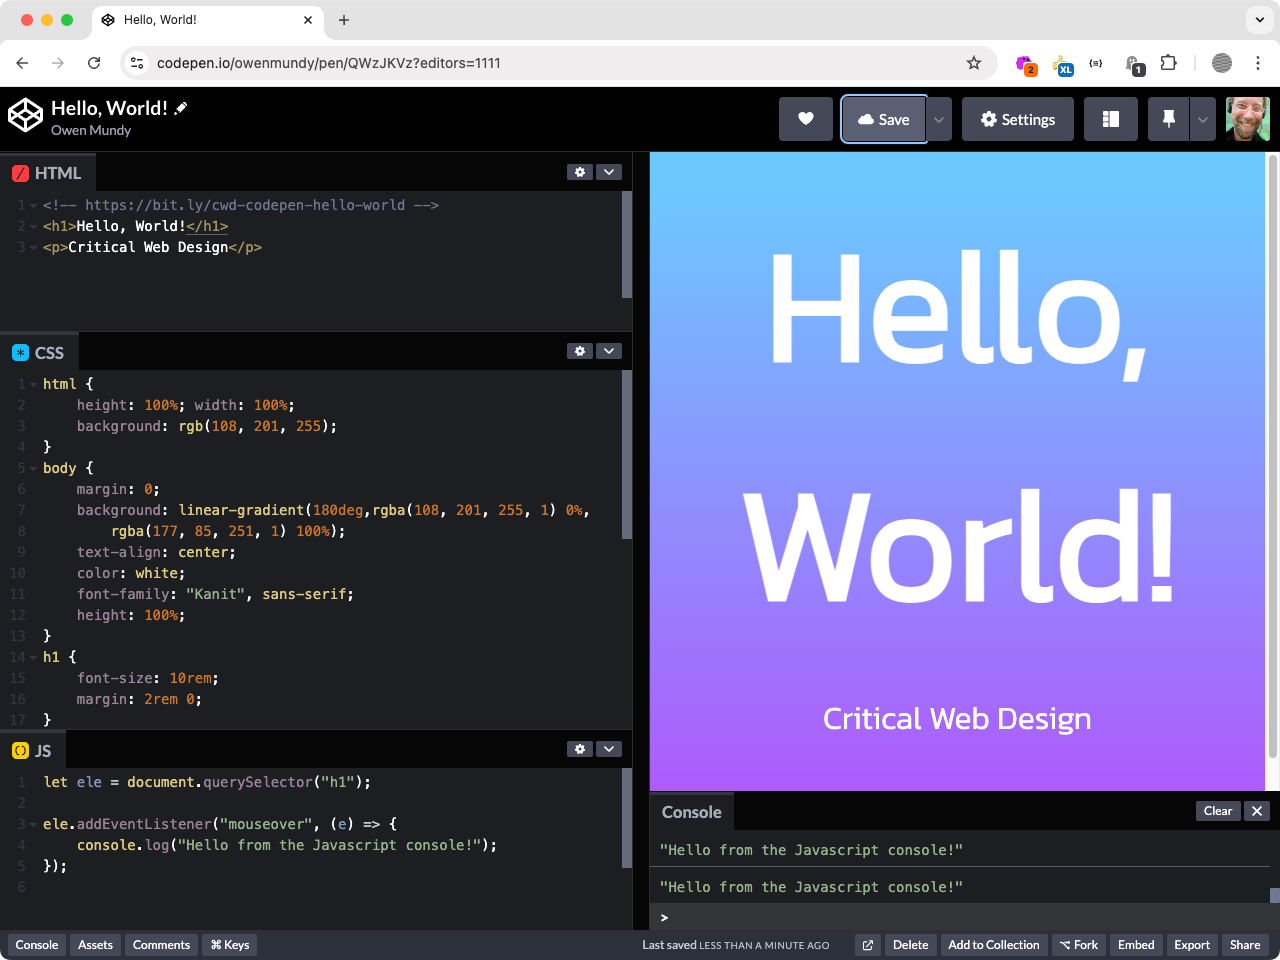 Hello, World!
codepen.io/owenmundy/pen/QWzJKVz?editors=1111
2
XL
{≡}
1
Hello, World!
Owen Mundy
Save
Settings
HTML
1 <!-- https://bit.ly/cwd-codepen-hello-world -->
2 <h1>Hello, World!</h1>
3 <p>Critical Web Design</p>
CSS
1 html {
2 height: 100%; width: 100%;
3 background: rgb(108, 201, 255);
4 }
5 body {
6 margin: 0;
7 background: linear-gradient(180deg,rgba(108, 201, 255, 1) 0%,
8 rgba(177, 85, 251, 1) 100%);
9 text-align: center;
10 color: white;
11 font-family: "Kanit", sans-serif;
12 height: 100%;
13 }
14 h1 {
15 font-size: 10rem;
16 margin: 2rem 0;
17 }
JS
1 let ele = document.querySelector("h1");
2
3 ele.addEventListener("mouseover", (e) => {
4 console.log("Hello from the Javascript console!");
5 });
6
Hello,
World!
Critical Web Design
Console
Clear
"Hello from the Javascript console!"
"Hello from the Javascript console!"
>
Console Assets Comments ⌘ Keys Last saved LESS THAN A MINUTE AGO Delete Add to Collection ⌥ Fork Embed Export Share